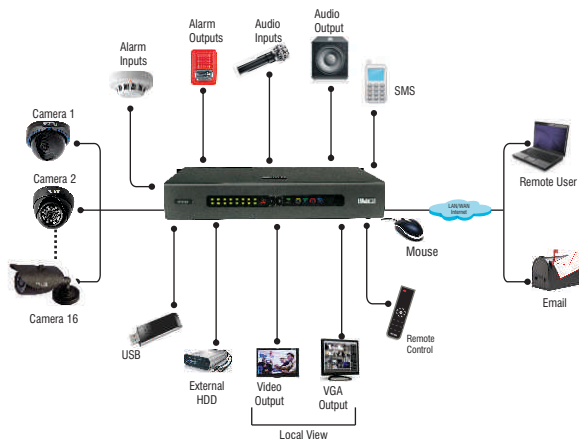 Audio
Output
Alarm
Outputs
Audio
Inputs
Alarm
Inputs
SMS
Camera 1
Camera 2
Camera 16
LAN/WAN
Internet
Remote User
Mouse
Email
USB
External
HDD
Video
Output
VGA
Output
Remote
Control
Local View